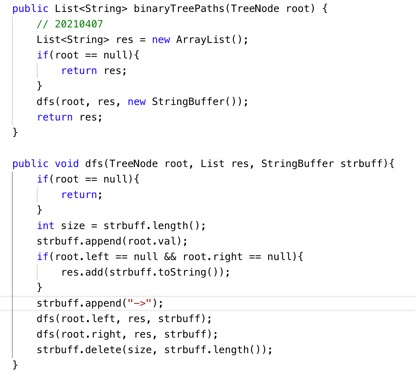 public List<String> binaryTreePaths(TreeNode root) {
    // 20210407
    List<String> res = new ArrayList();
    if(root == null){
        return res;
    }
    dfs(root, res, new StringBuffer());
    return res;
}

public void dfs(TreeNode root, List res, StringBuffer strbuff){
    if(root == null){
        return;
    }
    int size = strbuff.length();
    strbuff.append(root.val);
    if(root.left == null && root.right == null){
        res.add(strbuff.toString());
    }
    strbuff.append("->");
    dfs(root.left, res, strbuff);
    dfs(root.right, res, strbuff);
    strbuff.delete(size, strbuff.length());
}